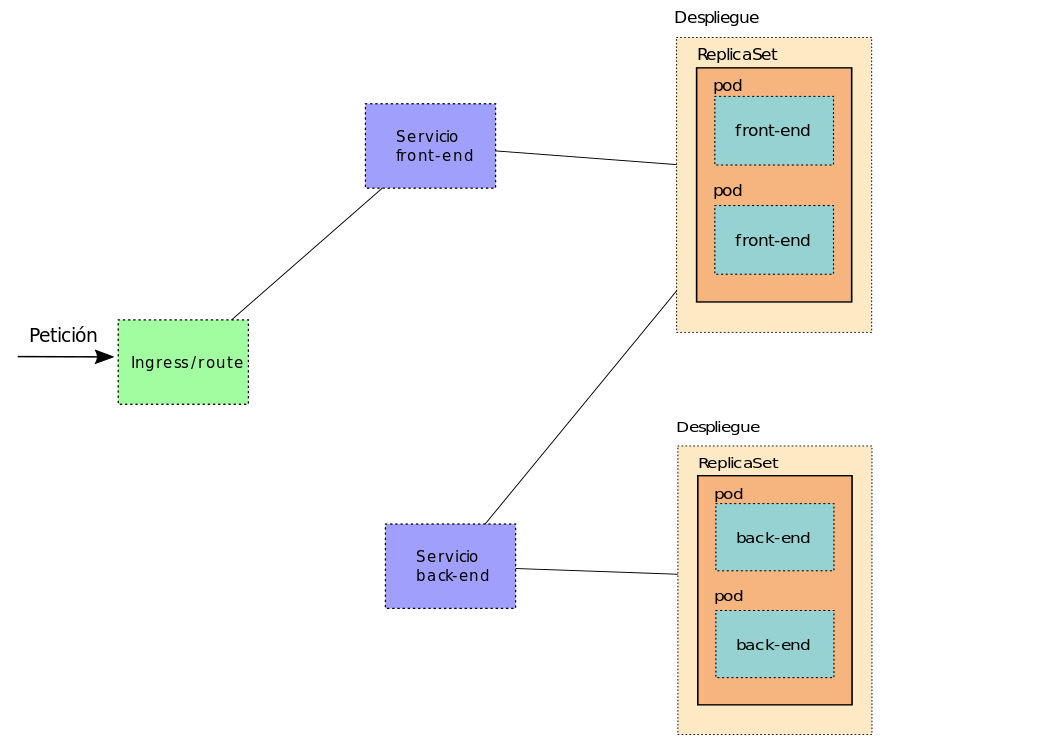 Despliegue
ReplicaSet
pod
front-end
pod
front-end
Servicio
front-end
Petición
Ingress/route
Despliegue
ReplicaSet
pod
back-end
pod
back-end
Servicio
back-end